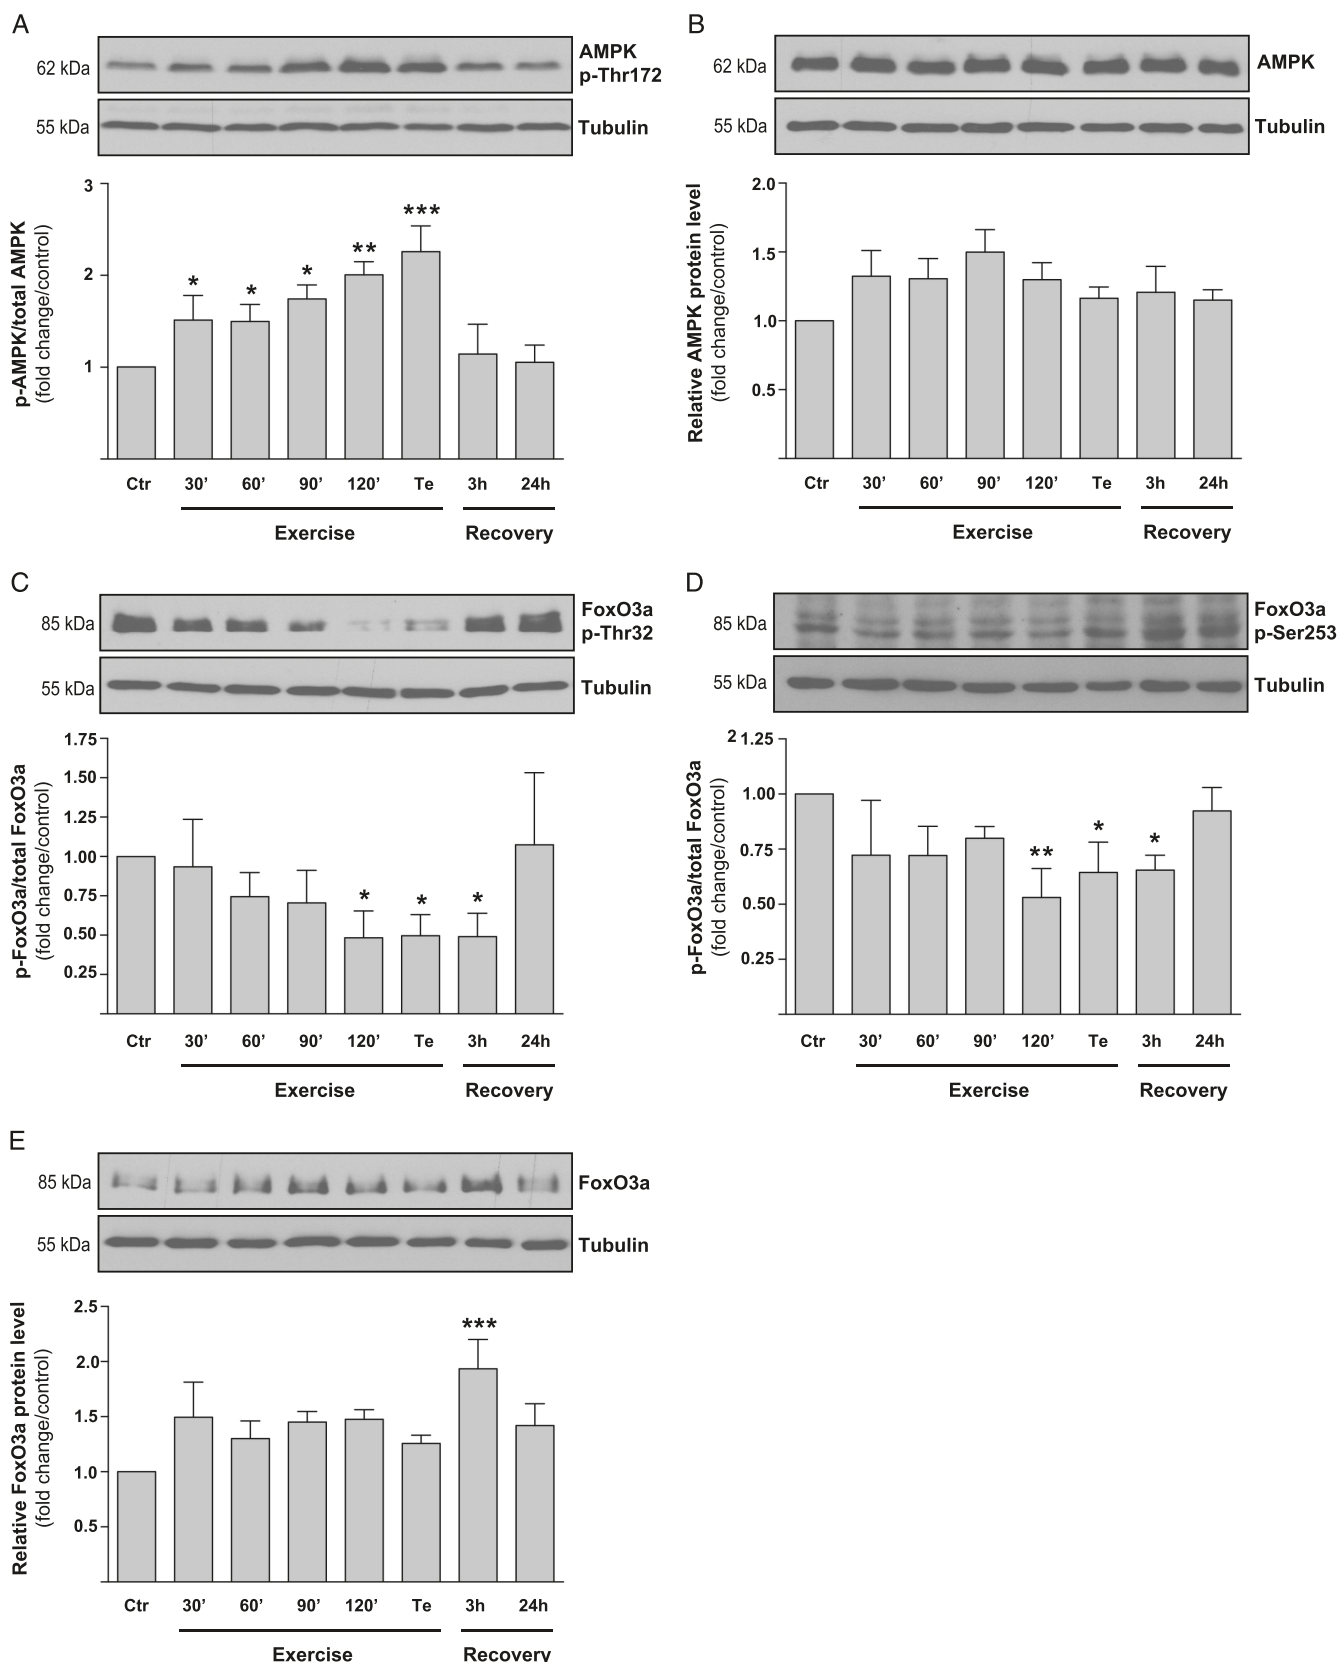 A
62 kDa
AMPK
p-Thr172
55 kDa
Tubulin
p-AMPK/total AMPK
(fold change/control)
3
2
1
*
*
*
**
***
Ctr 30' 60' 90' 120' Te 3h 24h
Exercise Recovery
B
62 kDa
AMPK
55 kDa
Tubulin
Relative AMPK protein level
(fold change/control)
2.0
1.5
1.0
0.5
Ctr 30' 60' 90' 120' Te 3h 24h
Exercise Recovery
C
85 kDa
FoxO3a
p-Thr32
55 kDa
Tubulin
p-FoxO3a/total FoxO3a
(fold change/control)
1.75
1.50
1.25
1.00
0.75
0.50
0.25
* * *
Ctr 30' 60' 90' 120' Te 3h 24h
Exercise Recovery
D
85 kDa
FoxO3a
p-Ser253
55 kDa
Tubulin
p-FoxO3a/total FoxO3a
(fold change/control)
2 1.25
1.00
0.75
0.50
0.25
** * *
Ctr 30' 60' 90' 120' Te 3h 24h
Exercise Recovery
E
85 kDa
FoxO3a
55 kDa
Tubulin
Relative FoxO3a protein level
(fold change/control)
2.5
2.0
1.5
1.0
0.5
***
Ctr 30' 60' 90' 120' Te 3h 24h
Exercise Recovery